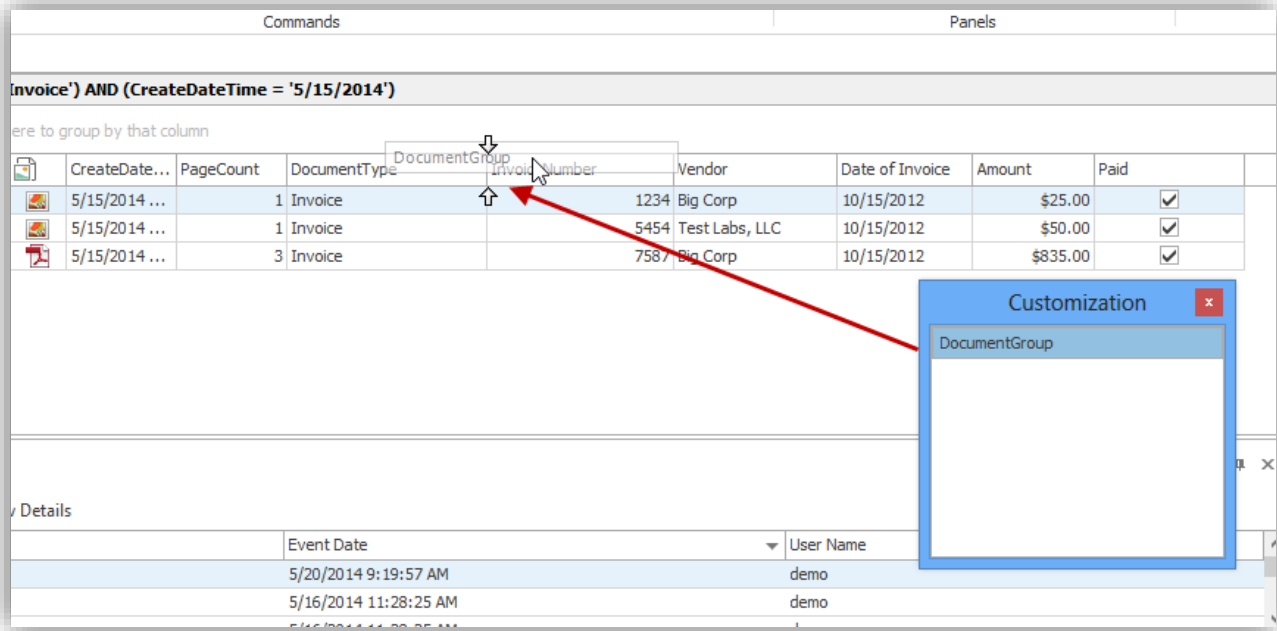 Commands Panels
Invoice') AND (CreateDateTime = '5/15/2014')
ere to group by that column
DocumentGroup
CreateDate... PageCount DocumentType Invoice Number Vendor Date of Invoice Amount Paid
5/15/2014 ... 1 Invoice 1234 Big Corp 10/15/2012 $25.00
5/15/2014 ... 1 Invoice 5454 Test Labs, LLC 10/15/2012 $50.00
5/15/2014 ... 3 Invoice 7587 Big Corp 10/15/2012 $835.00
Customization x
DocumentGroup
Details
Event Date User Name
5/20/2014 9:19:57 AM demo
5/16/2014 11:28:25 AM demo